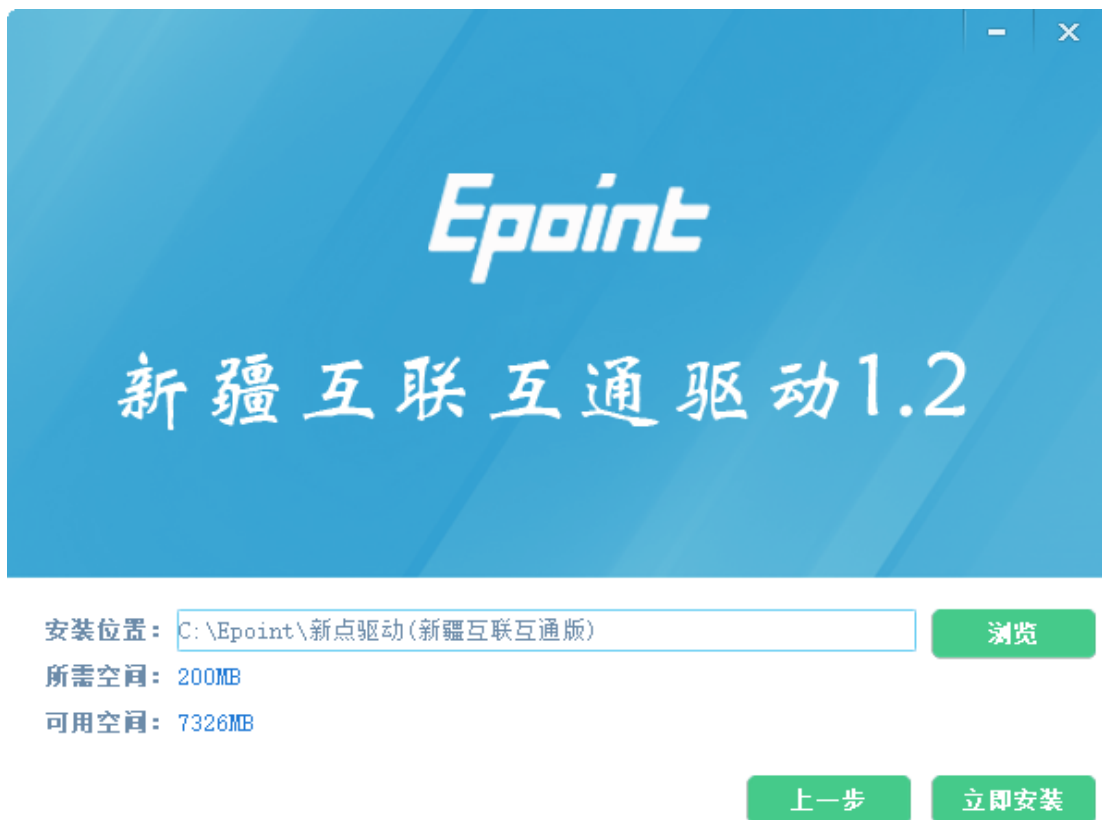 Epoint
新疆互联互通驱动1.2
安装位置： C:\Epoint\新点驱动(新疆互联互通版) 浏览
所需空间： 200MB
可用空间： 7326MB
上一步 立即安装